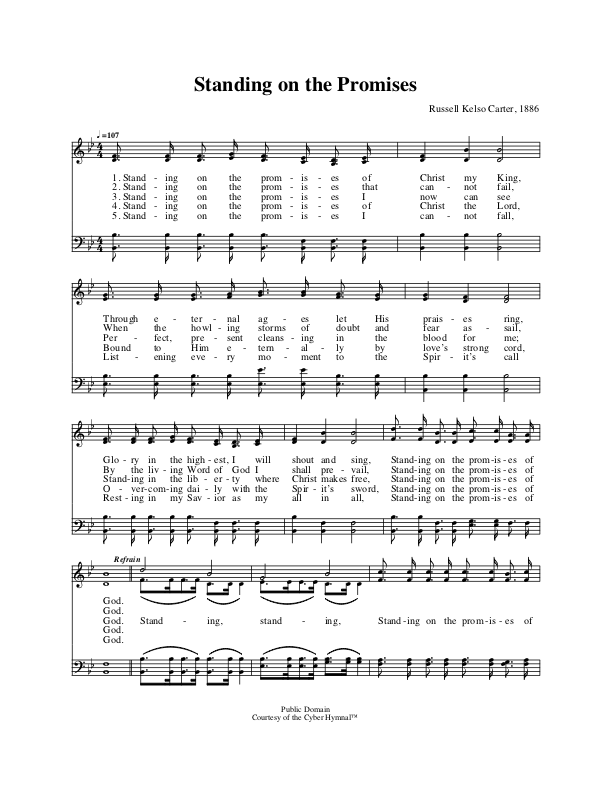 Standing on the Promises
Russell Kelso Carter, 1886
♩=107
1. Stand - ing on the prom - is - es of Christ my King,
2. Stand - ing on the prom - is - es that can - not fail,
3. Stand - ing on the prom - is - es I now can see
4. Stand - ing on the prom - is - es of Christ the Lord,
5. Stand - ing on the prom - is - es I can - not fall,
Through e - ter - nal ag - es let His prais - es ring,
When the howl - ing storms of doubt and fear as - sail,
Per - fect, pre - sent cleans - ing in the blood for me;
Bound to Him e - tern - al - ly by love's strong cord,
List - ening eve - ry mo - ment to the Spir - it's call
Glo - ry in the high - est, I will shout and sing, Stand - ing on the prom - is - es of
By the liv - ing Word of God I shall pre - vail, Stand - ing on the prom - is - es of
Stand - ing in the lib - er - ty where Christ makes free, Stand - ing on the prom - is - es of
O - ver - com - ing dai - ly with the Spir - it's sword, Stand - ing on the prom - is - es of
Rest - ing in my Sav - ior as my all in all, Stand - ing on the prom - is - es of
Refrain
God.
God.
God. Stand - ing, stand - ing, Stand - ing on the prom - is - es of
God.
God.
Public Domain
Courtesy of the Cyber Hymnal™